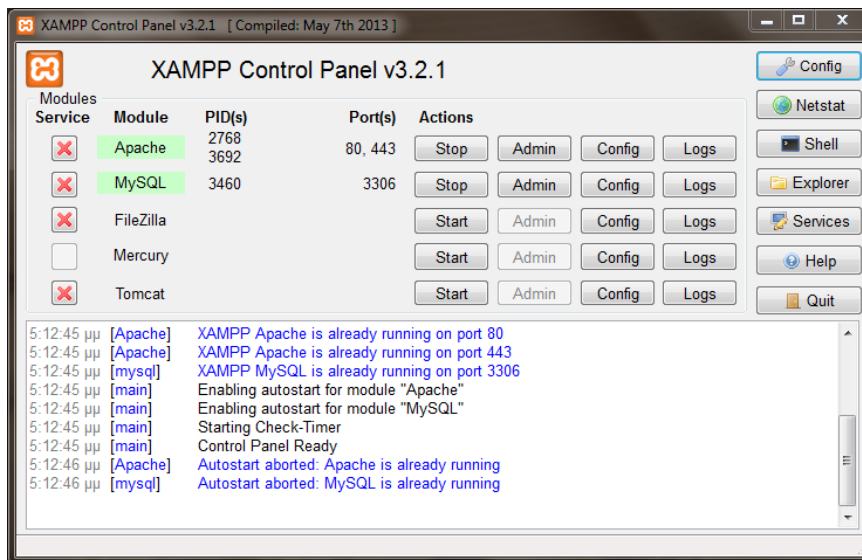 XAMPP Control Panel v3.2.1 [ Compiled: May 7th 2013 ]
XAMPP Control Panel v3.2.1
Config
Modules
Service Module PID(s) Port(s) Actions
Netstat
Apache 2768 3692 80, 443 Stop Admin Config Logs
Shell
MySQL 3460 3306 Stop Admin Config Logs
Explorer
FileZilla Start Admin Config Logs
Services
Mercury Start Admin Config Logs
Help
Tomcat Start Admin Config Logs
Quit
5:12:45 μμ [Apache] XAMPP Apache is already running on port 80
5:12:45 μμ [Apache] XAMPP Apache is already running on port 443
5:12:45 μμ [mysql] XAMPP MySQL is already running on port 3306
5:12:45 μμ [main] Enabling autostart for module "Apache"
5:12:45 μμ [main] Enabling autostart for module "MySQL"
5:12:45 μμ [main] Starting Check-Timer
5:12:45 μμ [main] Control Panel Ready
5:12:46 μμ [Apache] Autostart aborted: Apache is already running
5:12:46 μμ [mysql] Autostart aborted: MySQL is already running